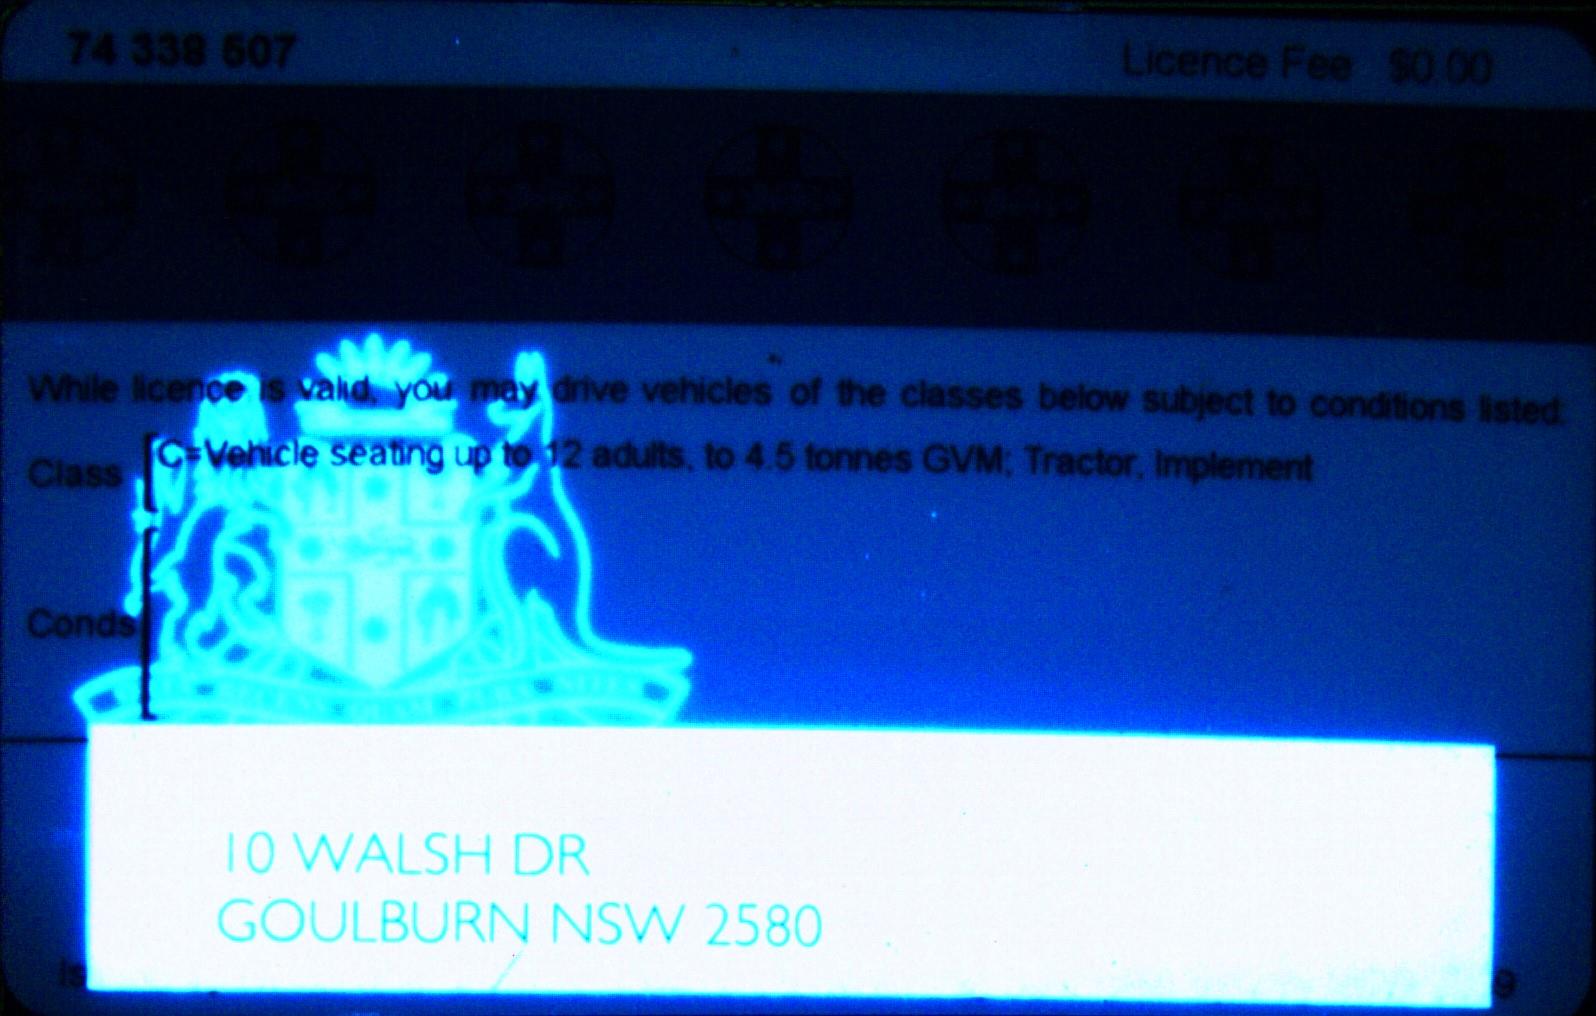 74 338 507 Licence Fee $0.00
While licence is valid, you may drive vehicles of the classes below subject to conditions listed.
Class C=Vehicle seating up to 12 adults, to 4.5 tonnes GVM; Tractor, Implement
Conds
10 WALSH DR
GOULBURN NSW 2580